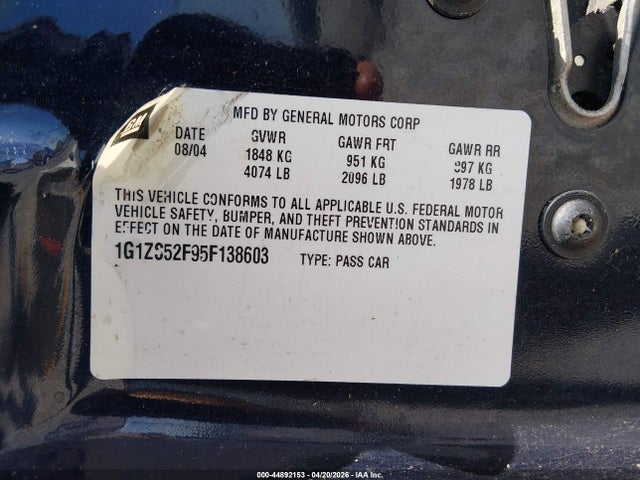 GM
MFD BY GENERAL MOTORS CORP
DATE GVWR GAWR FRT GAWR RR
08/04 1848 KG 951 KG 897 KG
4074 LB 2096 LB 1978 LB
THIS VEHICLE CONFORMS TO ALL APPLICABLE U.S. FEDERAL MOTOR
VEHICLE SAFETY, BUMPER, AND THEFT PREVENTION STANDARDS IN
EFFECT ON THE DATE OF MANUFACTURE SHOWN ABOVE.
1G1ZS52F95F138603 TYPE: PASS CAR
000-44892153 - 04/20/2026 - IAA Inc.